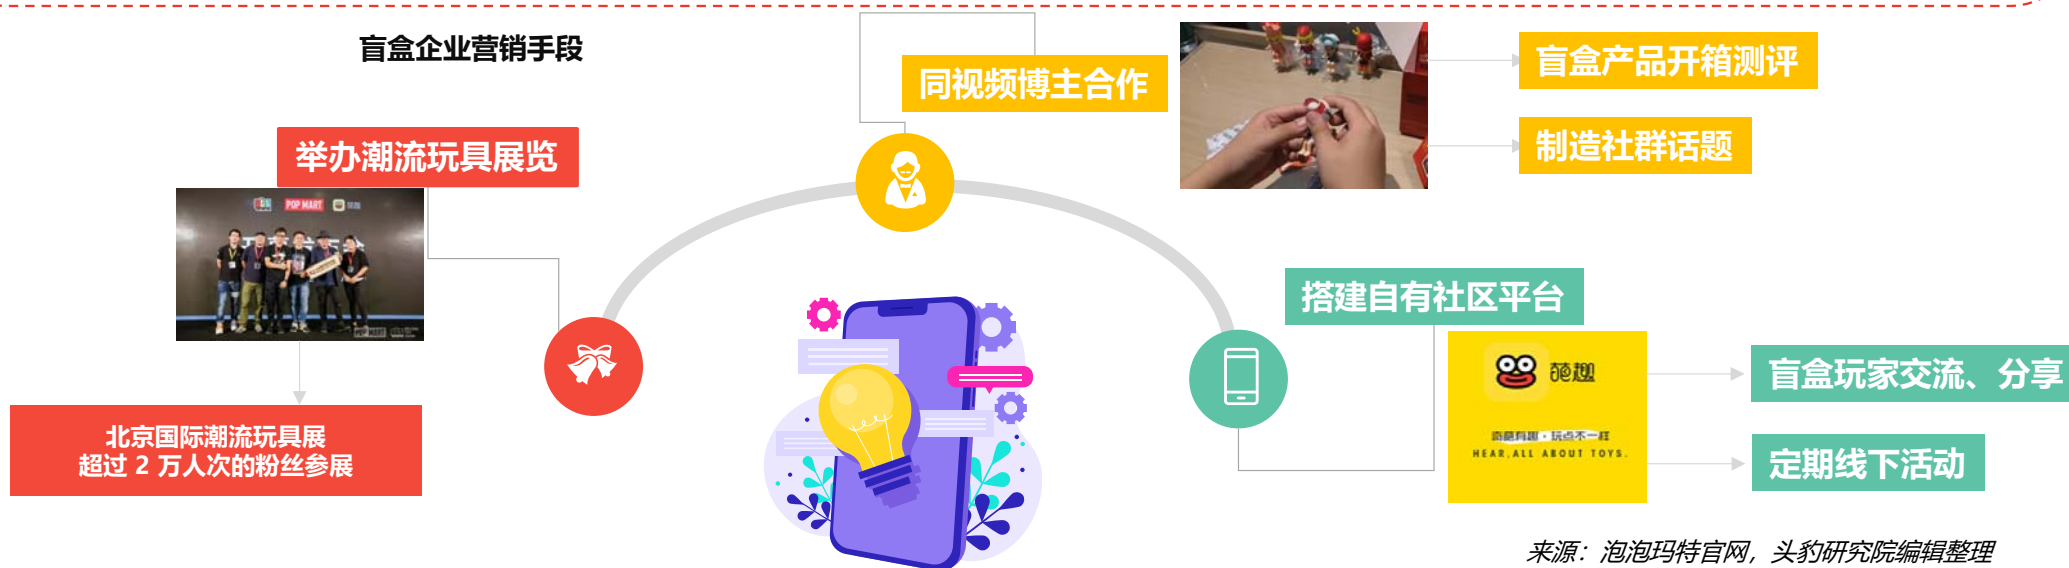 盲盒企业营销手段
同视频博主合作
盲盒产品开箱测评
制造社群话题
举办潮流玩具展览
POP MART
POP MART
北京国际潮流玩具展
超过 2 万人次的粉丝参展
搭建自有社区平台
葩趣
奇葩有趣·玩点不一样
HEAR,ALL ABOUT TOYS.
盲盒玩家交流、分享
定期线下活动
来源：泡泡玛特官网，头豹研究院编辑整理